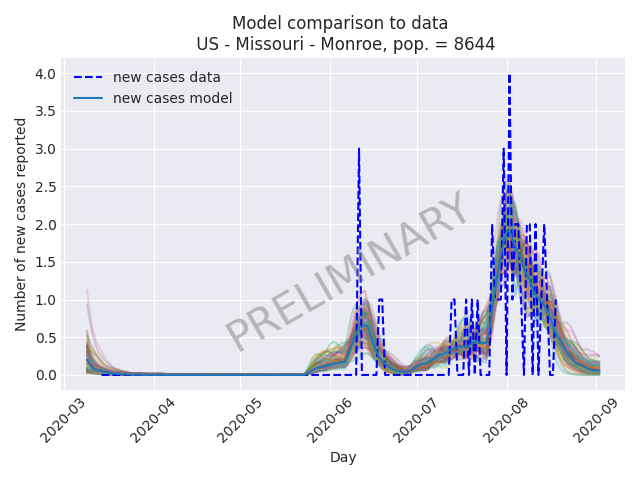 Model comparison to data
US - Missouri - Monroe, pop. = 8644
new cases data
new cases model
PRELIMINARY
Number of new cases reported
4.0
3.5
3.0
2.5
2.0
1.5
1.0
0.5
0.0
2020-03
2020-04
2020-05
2020-06
2020-07
2020-08
2020-09
Day